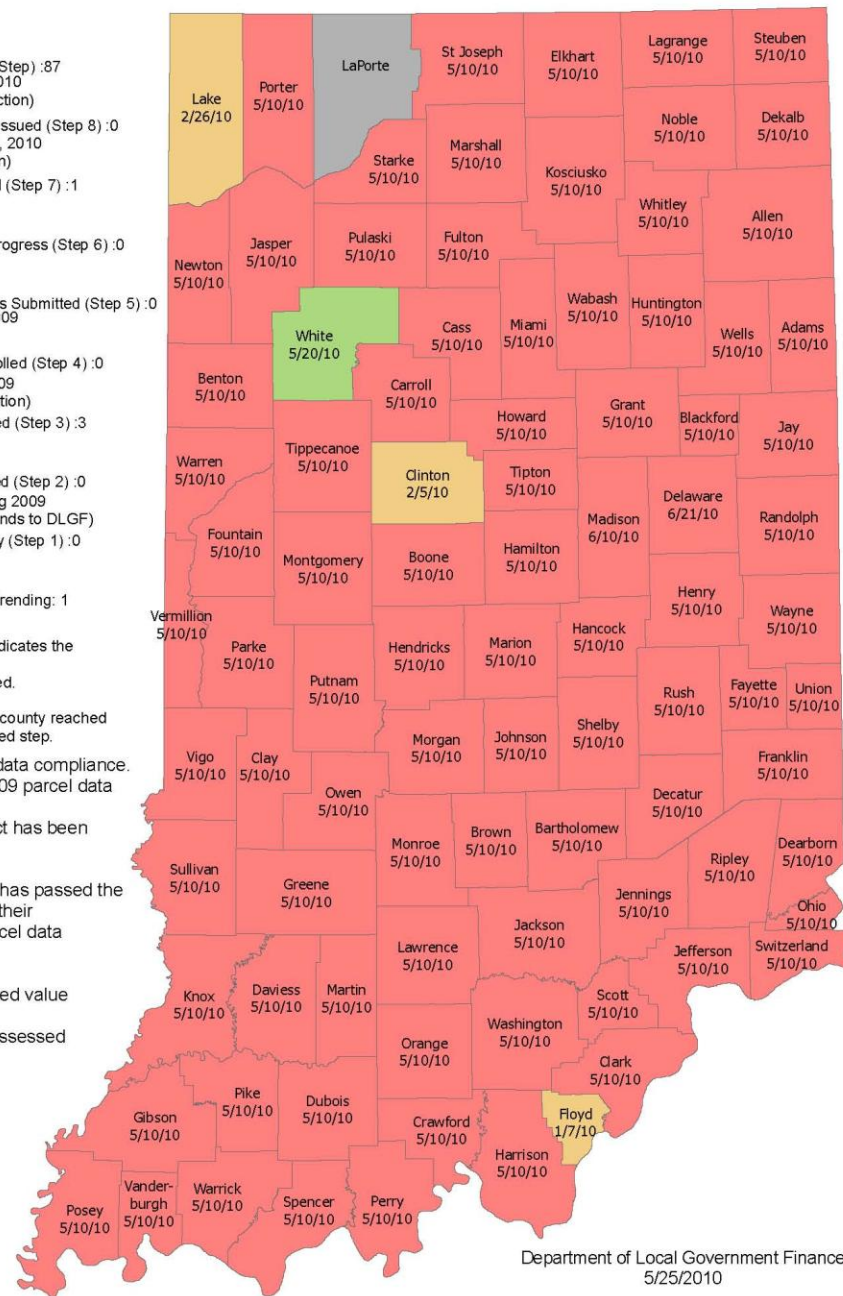 Step) :87
010
ction)
ssued (Step 8) :0
, 2010
n)
l (Step 7) :1
rogress (Step 6) :0
s Submitted (Step 5) :0
09
olled (Step 4) :0
09
tion)
ed (Step 3) :3
ed (Step 2) :0
g 2009
nds to DLGF)
y (Step 1) :0
rending: 1
dicates the
ed.
county reached
ed step.
data compliance.
09 parcel data
ct has been
has passed the
their
rcel data
ed value
ssessed
Lake
2/26/10
Porter
5/10/10
LaPorte
St Joseph
5/10/10
Elkhart
5/10/10
Lagrange
5/10/10
Steuben
5/10/10
Noble
5/10/10
Dekalb
5/10/10
Starke
5/10/10
Marshall
5/10/10
Kosciusko
5/10/10
Whitley
5/10/10
Allen
5/10/10
Newton
5/10/10
Jasper
5/10/10
Pulaski
5/10/10
Fulton
5/10/10
White
5/20/10
Cass
5/10/10
Miami
5/10/10
Wabash
5/10/10
Huntington
5/10/10
Wells
5/10/10
Adams
5/10/10
Benton
5/10/10
Carroll
5/10/10
Howard
5/10/10
Grant
5/10/10
Blackford
5/10/10
Jay
5/10/10
Warren
5/10/10
Tippecanoe
5/10/10
Clinton
2/5/10
Tipton
5/10/10
Madison
6/10/10
Delaware
6/21/10
Randolph
5/10/10
Fountain
5/10/10
Montgomery
5/10/10
Boone
5/10/10
Hamilton
5/10/10
Henry
5/10/10
Wayne
5/10/10
Vermillion
5/10/10
Parke
5/10/10
Putnam
5/10/10
Hendricks
5/10/10
Marion
5/10/10
Hancock
5/10/10
Rush
5/10/10
Fayette
5/10/10
Union
5/10/10
Vigo
5/10/10
Clay
5/10/10
Owen
5/10/10
Morgan
5/10/10
Johnson
5/10/10
Shelby
5/10/10
Franklin
5/10/10
Decatur
5/10/10
Sullivan
5/10/10
Greene
5/10/10
Monroe
5/10/10
Brown
5/10/10
Bartholomew
5/10/10
Jennings
5/10/10
Ripley
5/10/10
Dearborn
5/10/10
Ohio
5/10/10
Knox
5/10/10
Daviess
5/10/10
Martin
5/10/10
Lawrence
5/10/10
Jackson
5/10/10
Jefferson
5/10/10
Switzerland
5/10/10
Scott
5/10/10
Orange
5/10/10
Washington
5/10/10
Clark
5/10/10
Gibson
5/10/10
Pike
5/10/10
Dubois
5/10/10
Crawford
5/10/10
Harrison
5/10/10
Floyd
1/7/10
Posey
5/10/10
Vander-
burgh
5/10/10
Warrick
5/10/10
Spencer
5/10/10
Perry
5/10/10
Department of Local Government Finance
5/25/2010